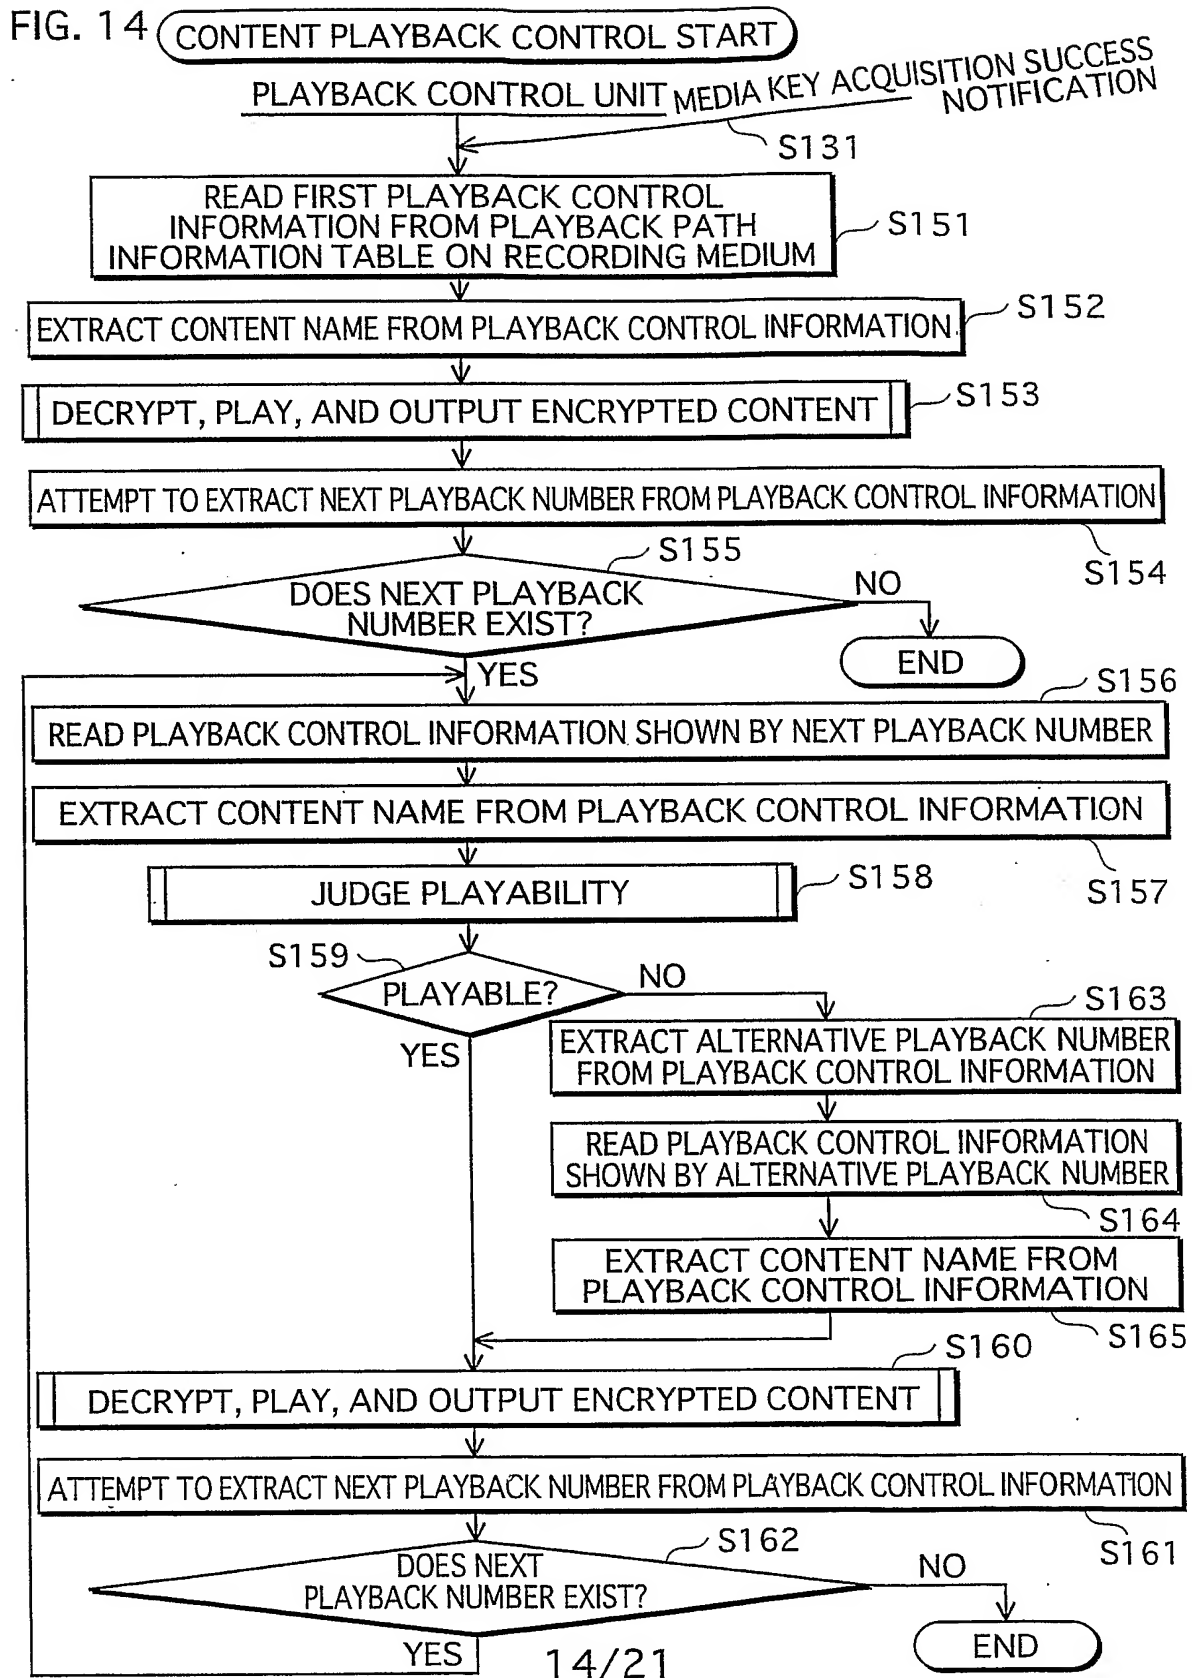 FIG. 14
CONTENT PLAYBACK CONTROL START
PLAYBACK CONTROL UNIT
MEDIA KEY ACQUISITION SUCCESS
NOTIFICATION
S131
READ FIRST PLAYBACK CONTROL
INFORMATION FROM PLAYBACK PATH
INFORMATION TABLE ON RECORDING MEDIUM
S151
EXTRACT CONTENT NAME FROM PLAYBACK CONTROL INFORMATION
S152
DECRYPT, PLAY, AND OUTPUT ENCRYPTED CONTENT
S153
ATTEMPT TO EXTRACT NEXT PLAYBACK NUMBER FROM PLAYBACK CONTROL INFORMATION
S154
S155
DOES NEXT PLAYBACK
NUMBER EXIST?
NO
END
YES
S156
READ PLAYBACK CONTROL INFORMATION SHOWN BY NEXT PLAYBACK NUMBER
EXTRACT CONTENT NAME FROM PLAYBACK CONTROL INFORMATION
S157
JUDGE PLAYABILITY
S158
S159
PLAYABLE?
NO
YES
S163
EXTRACT ALTERNATIVE PLAYBACK NUMBER
FROM PLAYBACK CONTROL INFORMATION
READ PLAYBACK CONTROL INFORMATION
SHOWN BY ALTERNATIVE PLAYBACK NUMBER
S164
EXTRACT CONTENT NAME FROM
PLAYBACK CONTROL INFORMATION
S165
S160
DECRYPT, PLAY, AND OUTPUT ENCRYPTED CONTENT
ATTEMPT TO EXTRACT NEXT PLAYBACK NUMBER FROM PLAYBACK CONTROL INFORMATION
S161
S162
DOES NEXT
PLAYBACK NUMBER EXIST?
NO
END
YES
14/21